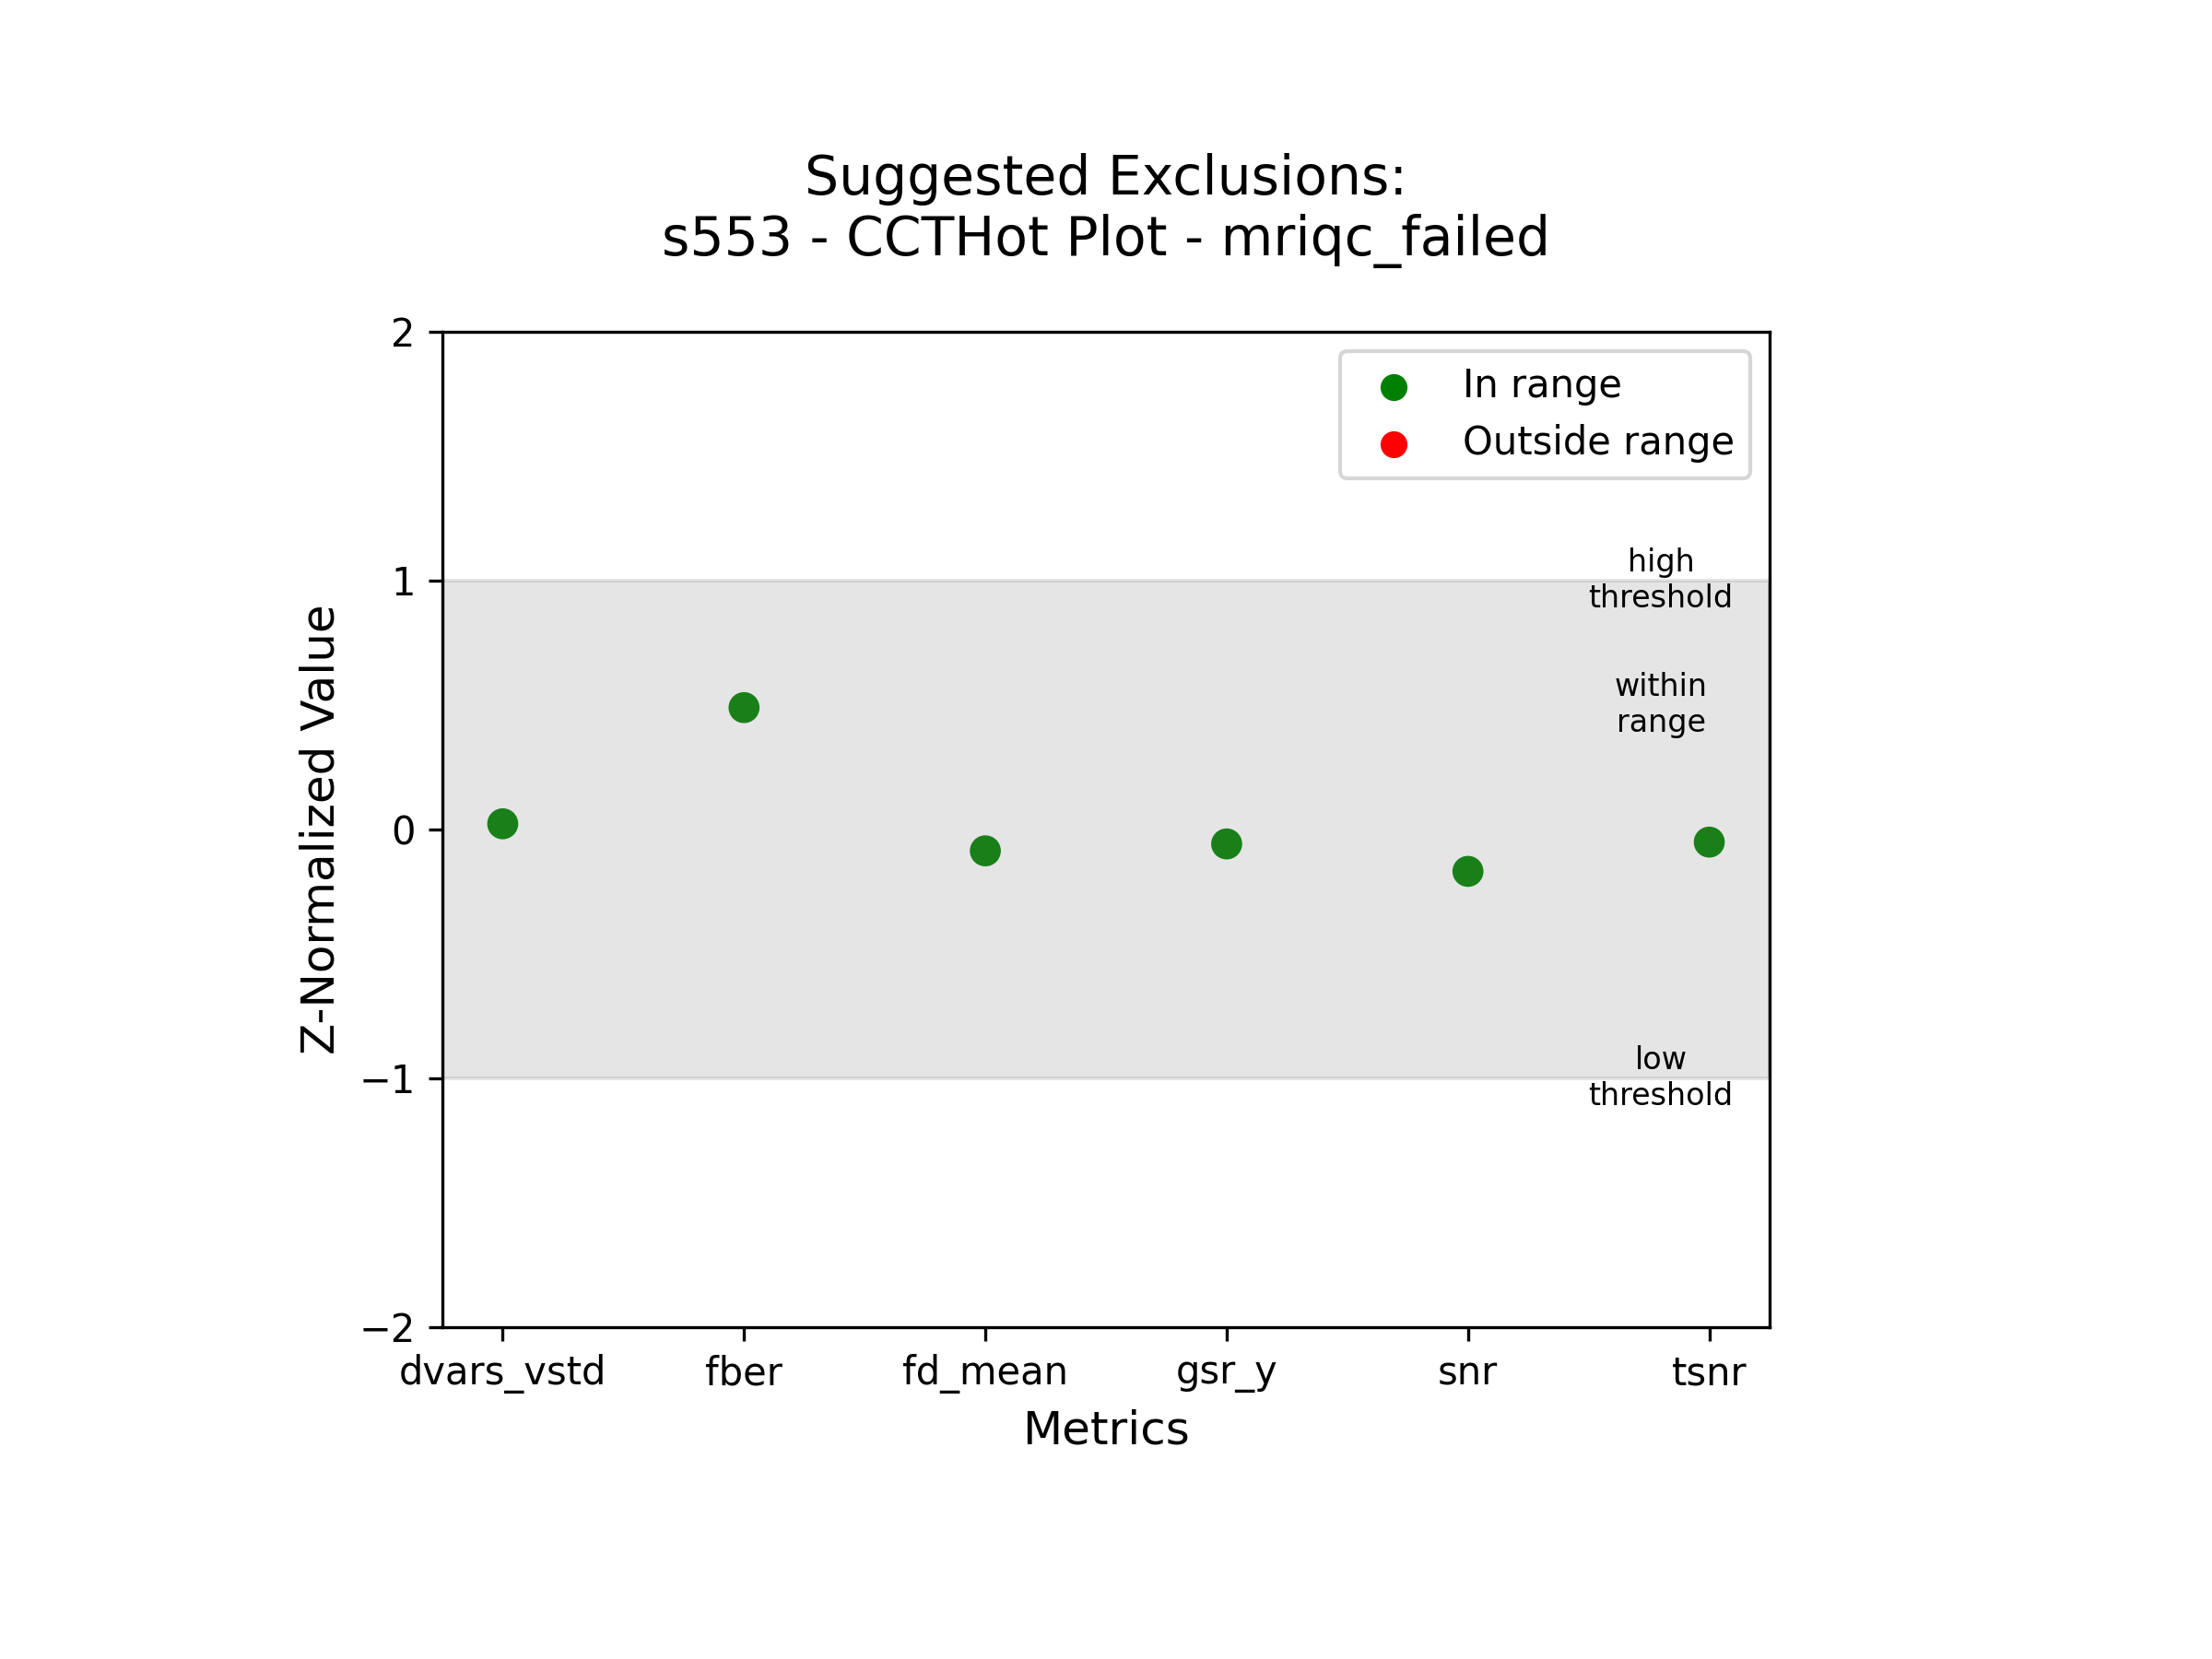 Suggested Exclusions:
s553 - CCTHot Plot - mriqc_failed
2
In range
Outside range
high
threshold
1
within
range
0
low
threshold
−1
−2
Z-Normalized Value
dvars_vstd fber fd_mean gsr_y snr tsnr
Metrics